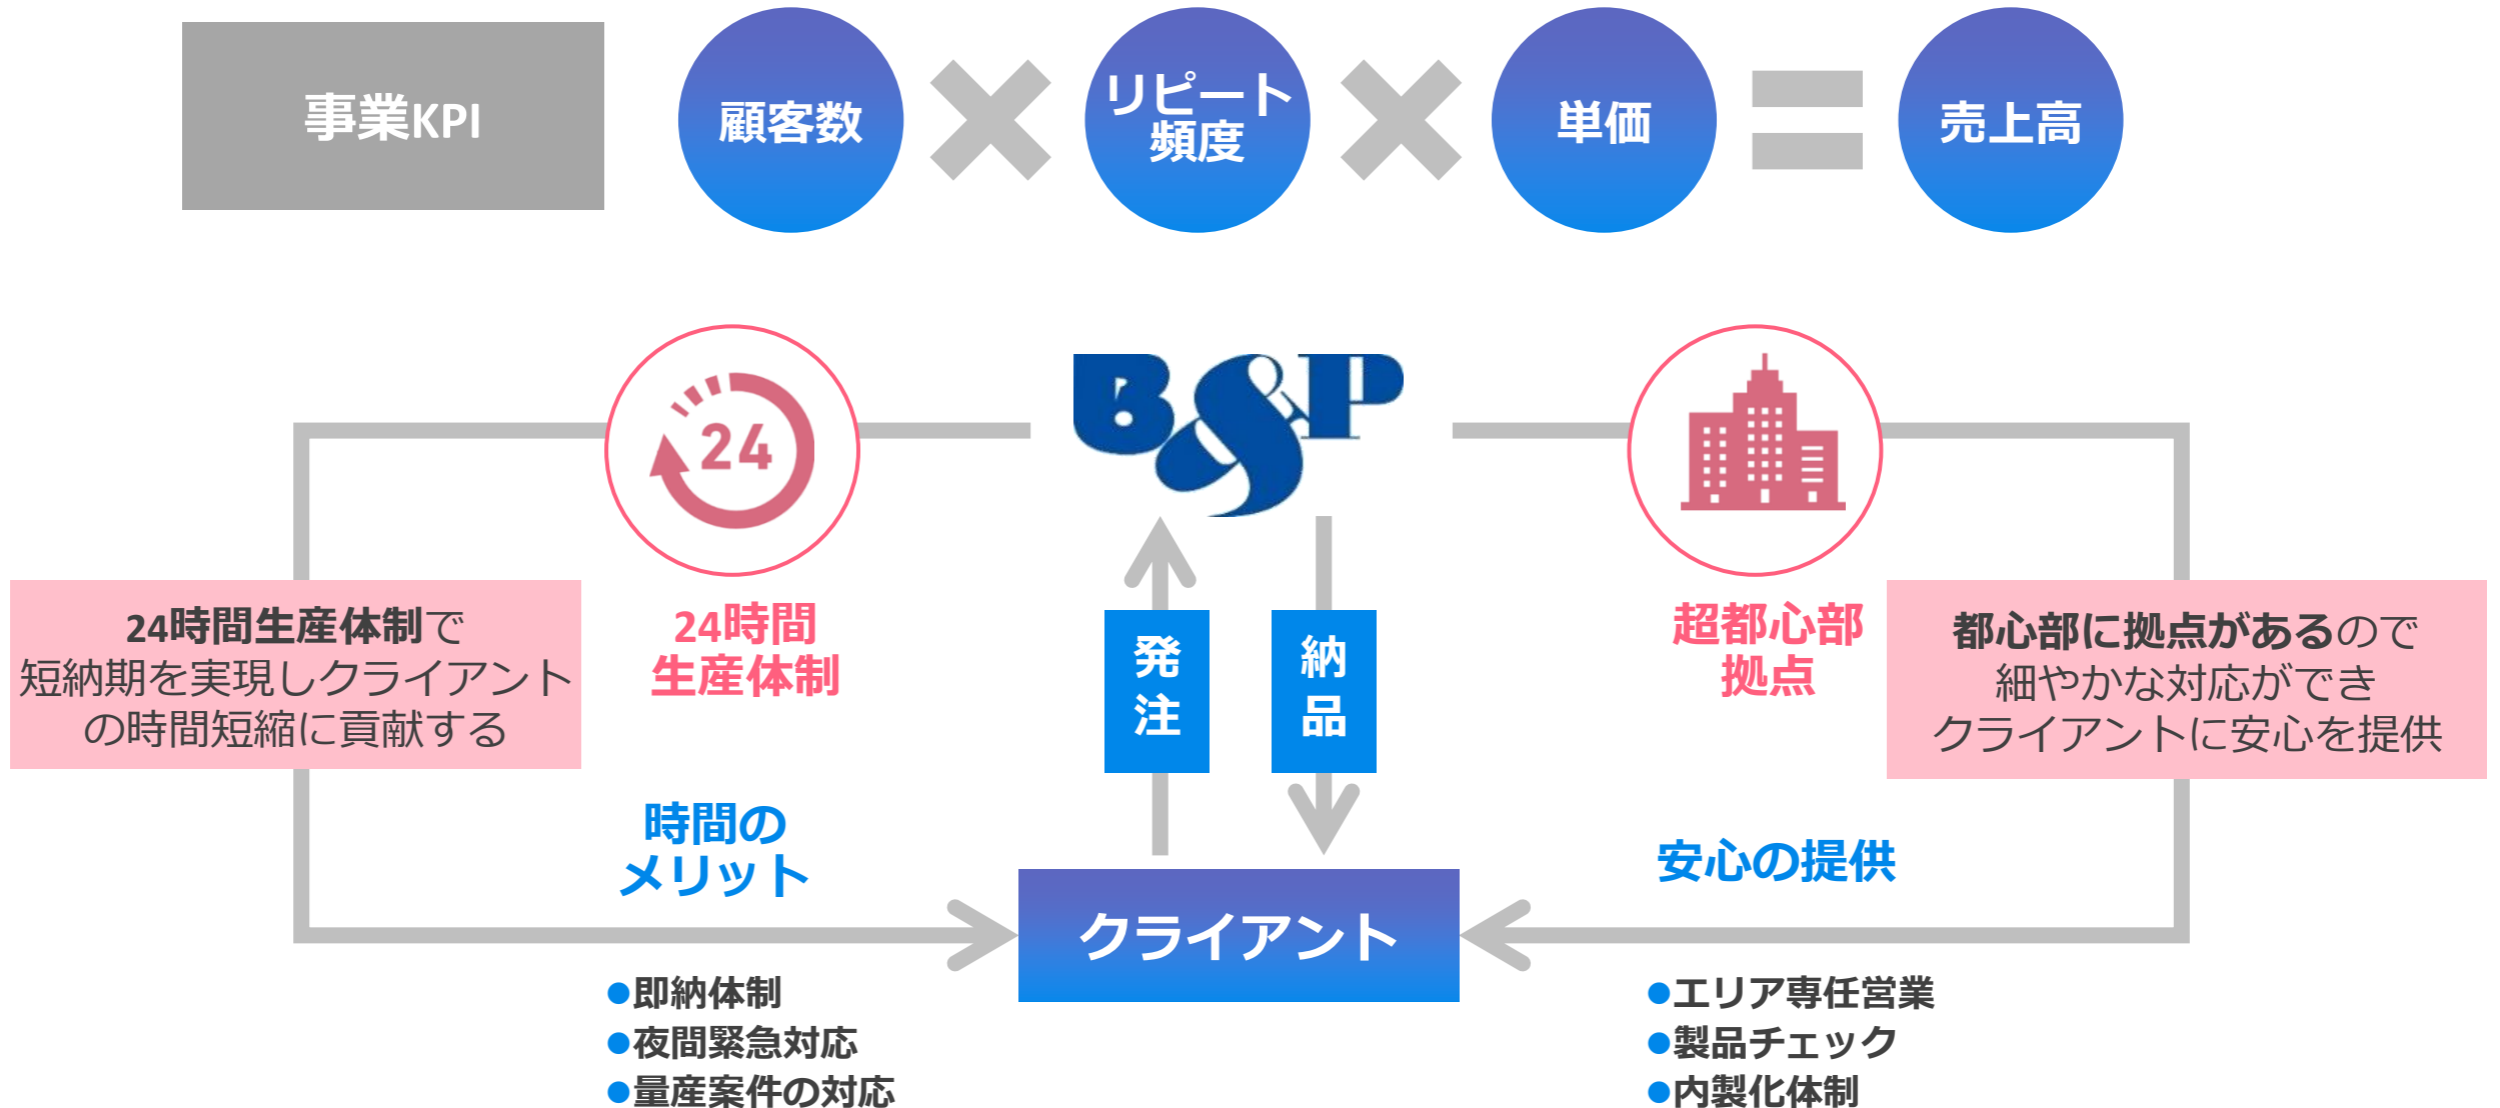 事業KPI
顧客数
リピート
頻度
単価
売上高
24
B&P
24時間
生産体制
超都心部
拠点
24時間生産体制で
短納期を実現しクライアント
の時間短縮に貢献する
発
注
納
品
都心部に拠点があるので
細やかな対応ができ
クライアントに安心を提供
時間の
メリット
安心の提供
クライアント
●即納体制
●夜間緊急対応
●量産案件の対応
●エリア専任営業
●製品チェック
●内製化体制